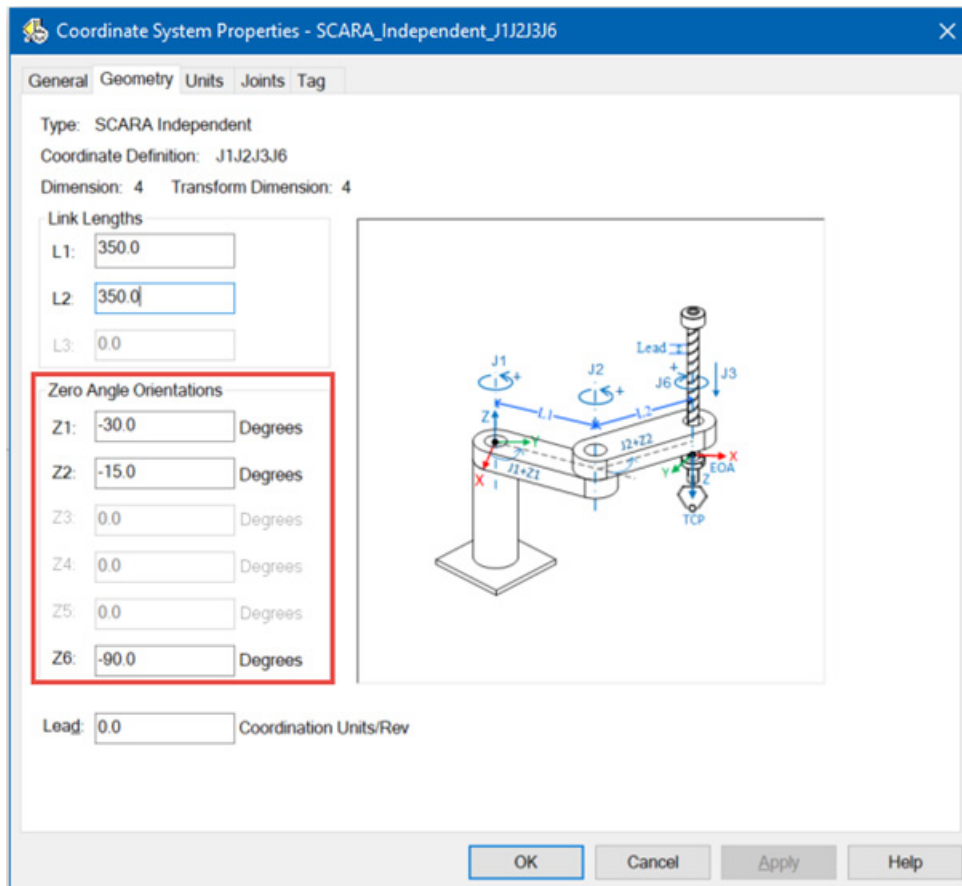 Coordinate System Properties - SCARA_Independent_J1J2J3J6
General Geometry Units Joints Tag
Type: SCARA Independent
Coordinate Definition: J1J2J3J6
Dimension: 4 Transform Dimension: 4
Link Lengths
L1: 350.0
L2: 350.0
L3: 0.0
Zero Angle Orientations
Z1: -30.0 Degrees
Z2: -15.0 Degrees
Z3: 0.0 Degrees
Z4: 0.0 Degrees
Z5: 0.0 Degrees
Z6: -90.0 Degrees
Lead: 0.0 Coordination Units/Rev
Lead
J1
J2
J6
J3
+
+
+
L1
L2
Z
Y
X
J1+Z1
J2+Z2
X
Y
EOA
Z
TCP
OK Cancel Apply Help